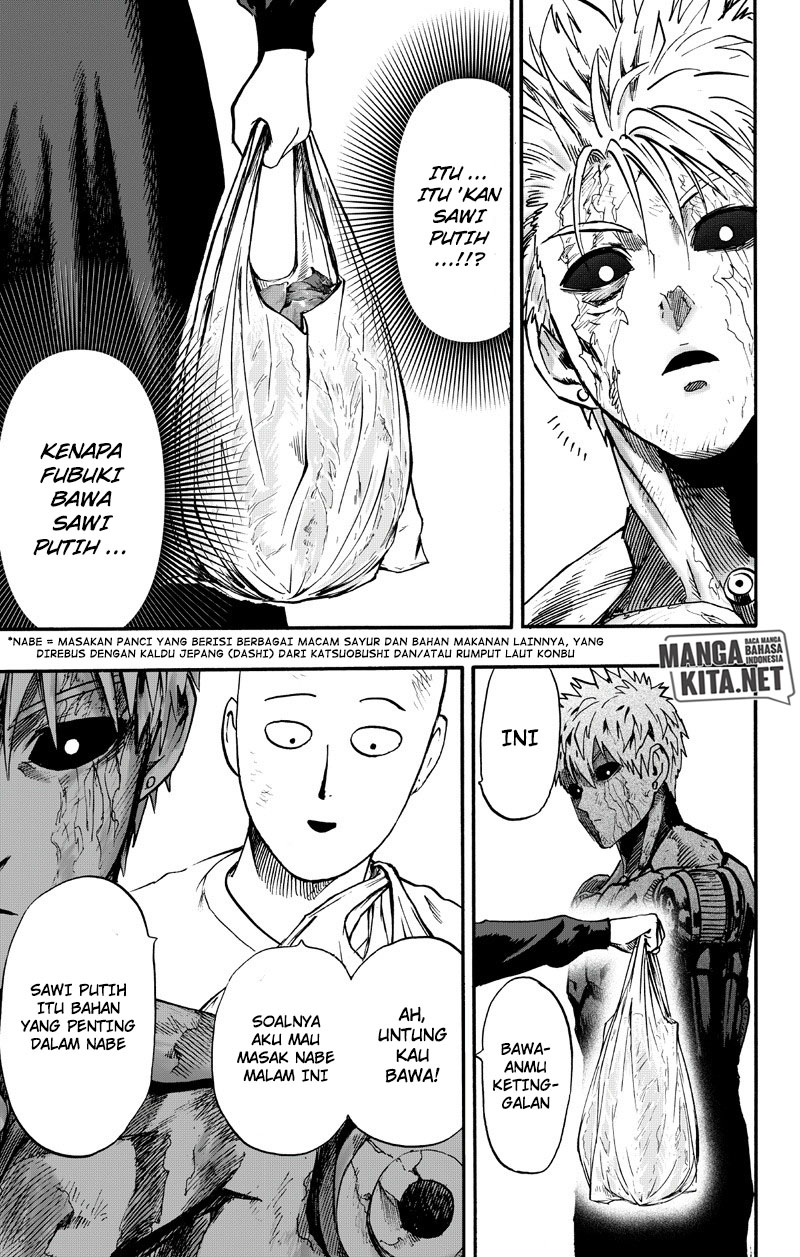 ITU ...
ITU 'KAN
SAWI
PUTIH
...!!?
KENAPA
FUBUKI
BAWA
SAWI
PUTIH ...
*NABE = MASAKAN PANCI YANG BERISI BERBAGAI MACAM SAYUR DAN BAHAN MAKANAN LAINNYA, YANG
DIREBUS DENGAN KALDU JEPANG (DASHI) DARI KATSUOBUSHI DAN/ATAU RUMPUT LAUT KONBU
MANGA
KITA.NET
BACA MANGA
BAHASA
INDONESIA
INI
BAWA-
ANMU
KETING-
GALAN
AH,
UNTUNG
KAU
BAWA!
SOALNYA
AKU MAU
MASAK NABE
MALAM INI
SAWI PUTIH
ITU BAHAN
YANG PENTING
DALAM NABE